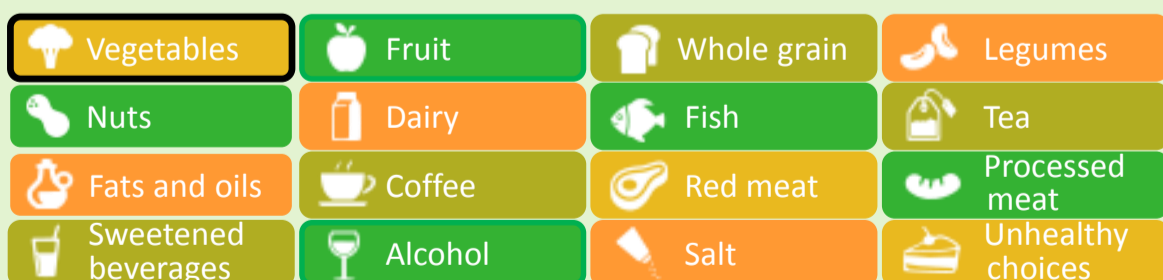 Vegetables
Fruit
Whole grain
Legumes
Nuts
Dairy
Fish
Tea
Fats and oils
Coffee
Red meat
Processed
meat
Sweetened
beverages
Alcohol
Salt
Unhealthy
choices